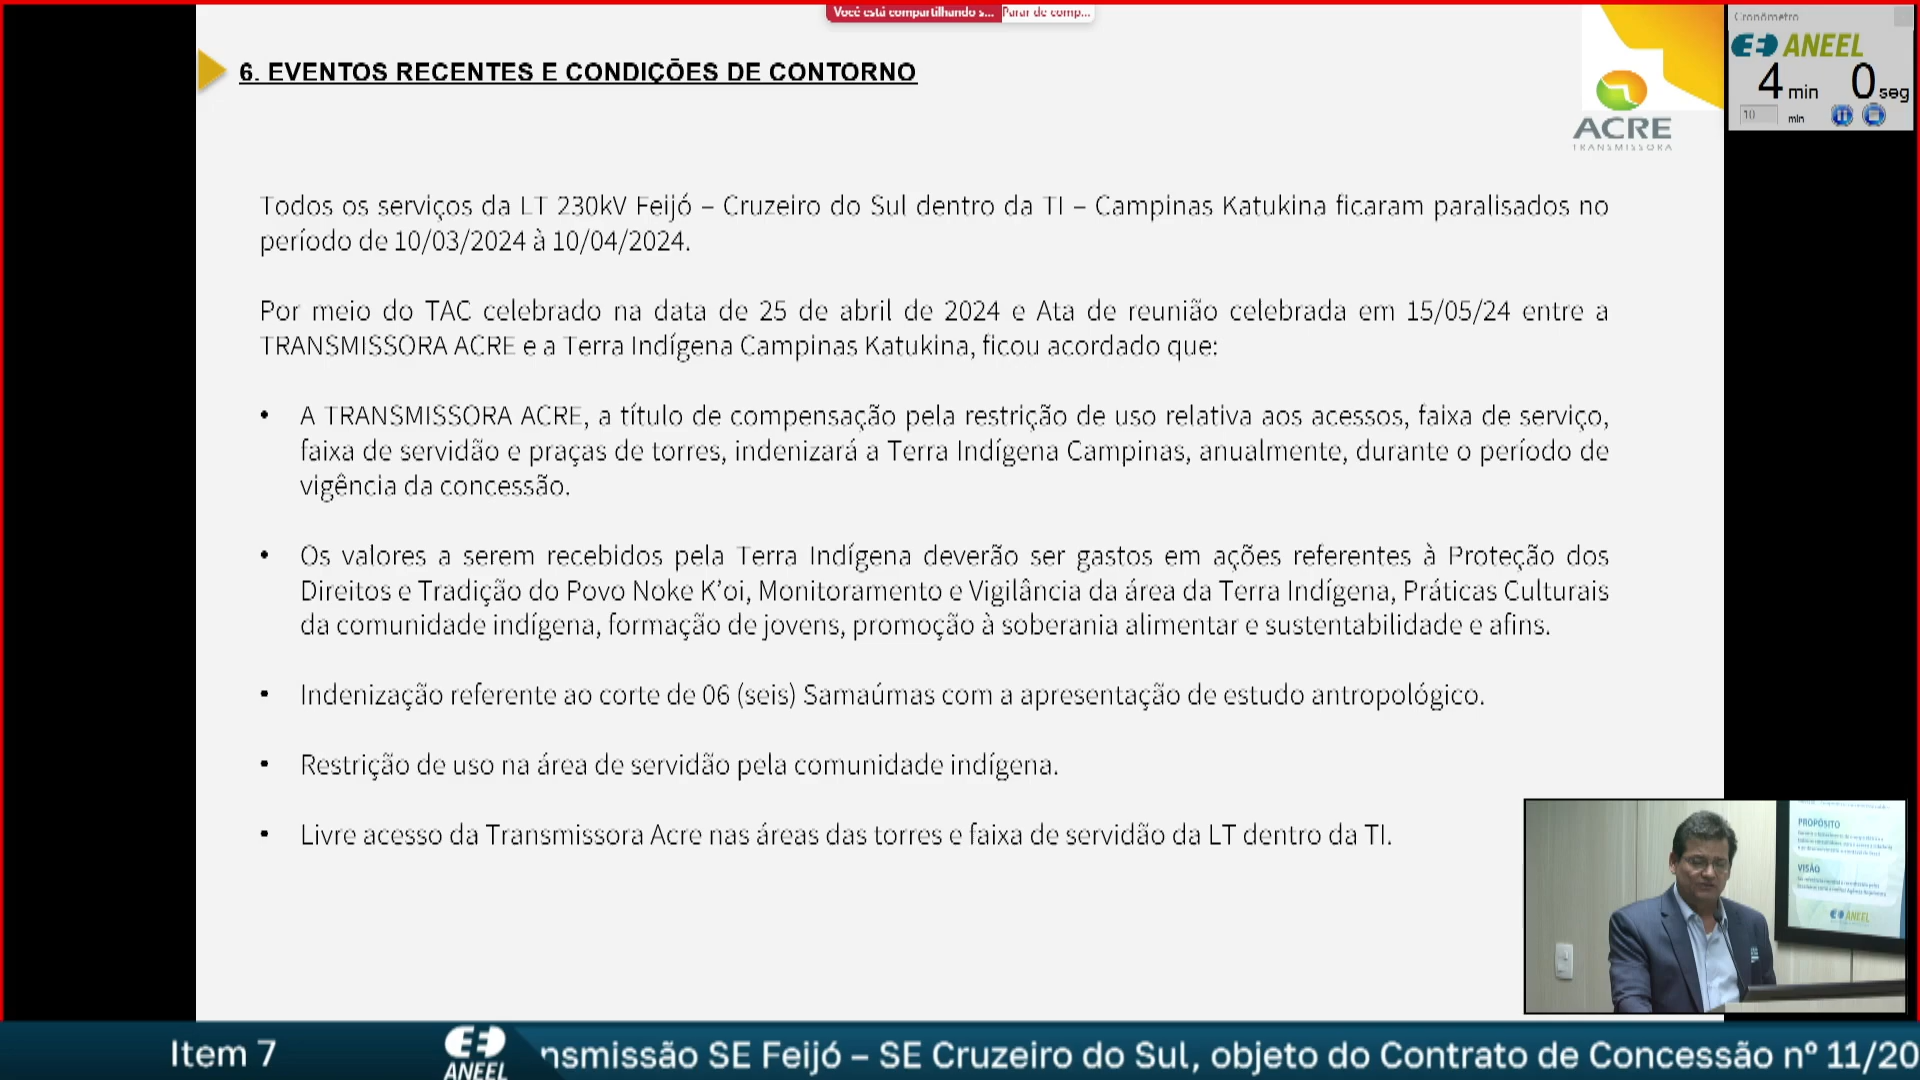 Você está compartilhando s... Parar de comp...
Cronômetro
ANEEL
4 min 0 seg
10 min
6. EVENTOS RECENTES E CONDIÇÕES DE CONTORNO
ACRE
TRANSMISSORA
Todos os serviços da LT 230kV Feijó – Cruzeiro do Sul dentro da TI – Campinas Katukina ficaram paralisados no
período de 10/03/2024 à 10/04/2024.
Por meio do TAC celebrado na data de 25 de abril de 2024 e Ata de reunião celebrada em 15/05/24 entre a
TRANSMISSORA ACRE e a Terra Indígena Campinas Katukina, ficou acordado que:
• A TRANSMISSORA ACRE, a título de compensação pela restrição de uso relativa aos acessos, faixa de serviço,
faixa de servidão e praças de torres, indenizará a Terra Indígena Campinas, anualmente, durante o período de
vigência da concessão.
• Os valores a serem recebidos pela Terra Indígena deverão ser gastos em ações referentes à Proteção dos
Direitos e Tradição do Povo Noke K’oi, Monitoramento e Vigilância da área da Terra Indígena, Práticas Culturais
da comunidade indígena, formação de jovens, promoção à soberania alimentar e sustentabilidade e afins.
• Indenização referente ao corte de 06 (seis) Samaúmas com a apresentação de estudo antropológico.
• Restrição de uso na área de servidão pela comunidade indígena.
• Livre acesso da Transmissora Acre nas áreas das torres e faixa de servidão da LT dentro da TI.
PROPÓSITO
VISÃO
ANEEL
Item 7
ANEEL
nsmissão SE Feijó – SE Cruzeiro do Sul, objeto do Contrato de Concessão nº 11/20